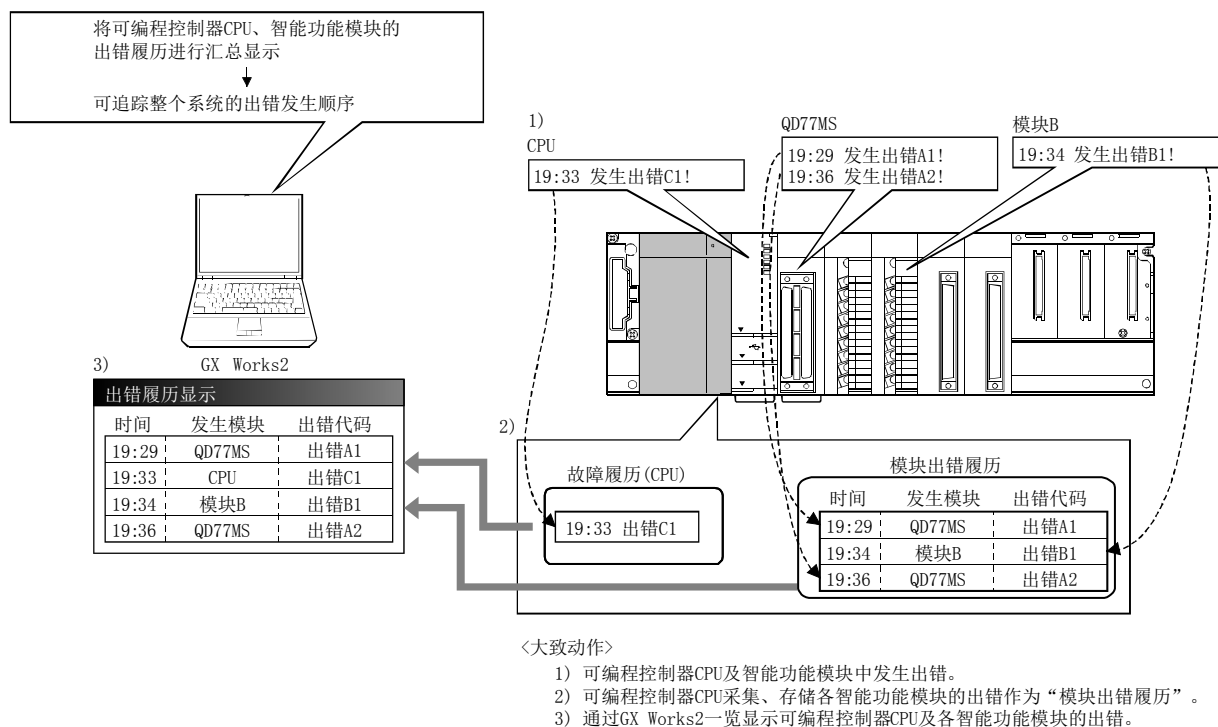 将可编程控制器CPU、智能功能模块的
出错履历进行汇总显示
可追踪整个系统的出错发生顺序
1)
CPU
19:33 发生出错C1!
QD77MS
19:29 发生出错A1!
19:36 发生出错A2!
模块B
19:34 发生出错B1!
3)
GX Works2
出错履历显示
时间 发生模块 出错代码
19:29 QD77MS 出错A1
19:33 CPU 出错C1
19:34 模块B 出错B1
19:36 QD77MS 出错A2
2)
故障履历(CPU)
19:33 出错C1
模块出错履历
时间 发生模块 出错代码
19:29 QD77MS 出错A1
19:34 模块B 出错B1
19:36 QD77MS 出错A2
<大致动作>
1) 可编程控制器CPU及智能功能模块中发生出错。
2) 可编程控制器CPU采集、存储各智能功能模块的出错作为“模块出错履历”。
3) 通过GX Works2一览显示可编程控制器CPU及各智能功能模块的出错。